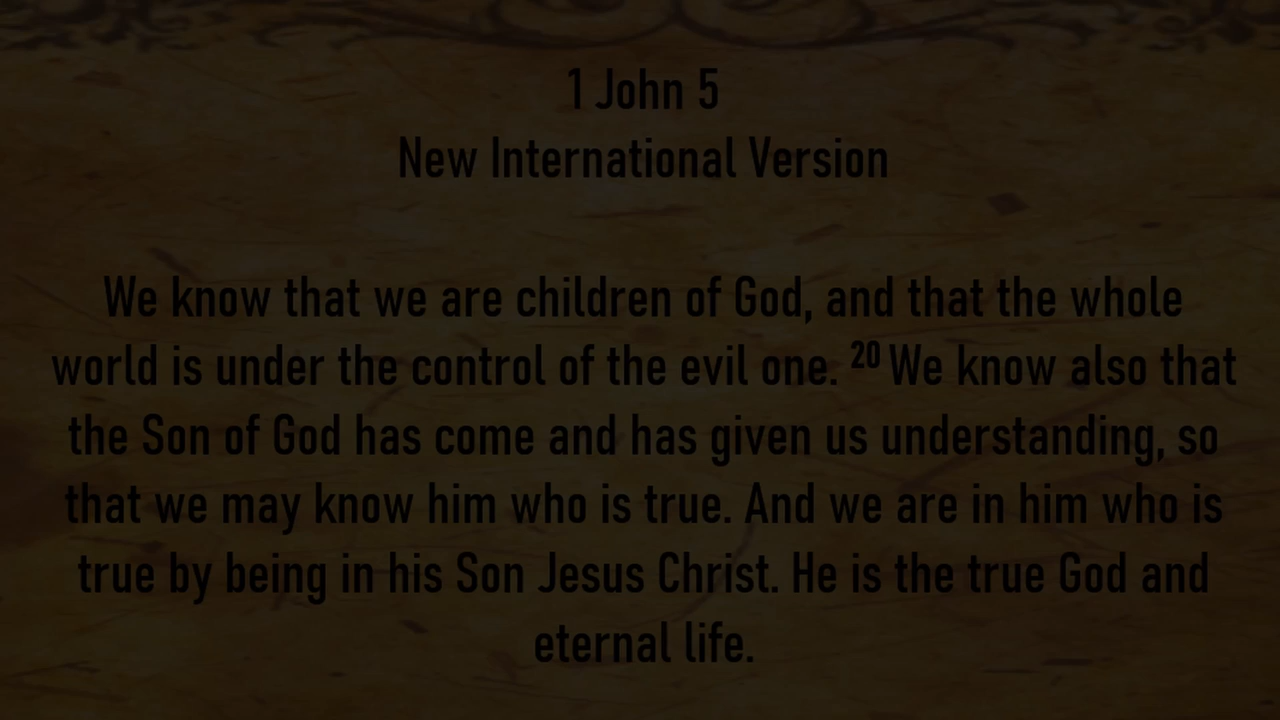 1 John 5
New International Version
We know that we are children of God, and that the whole
world is under the control of the evil one. 20 We know also that
the Son of God has come and has given us understanding, so
that we may know him who is true. And we are in him who is
true by being in his Son Jesus Christ. He is the true God and
eternal life.